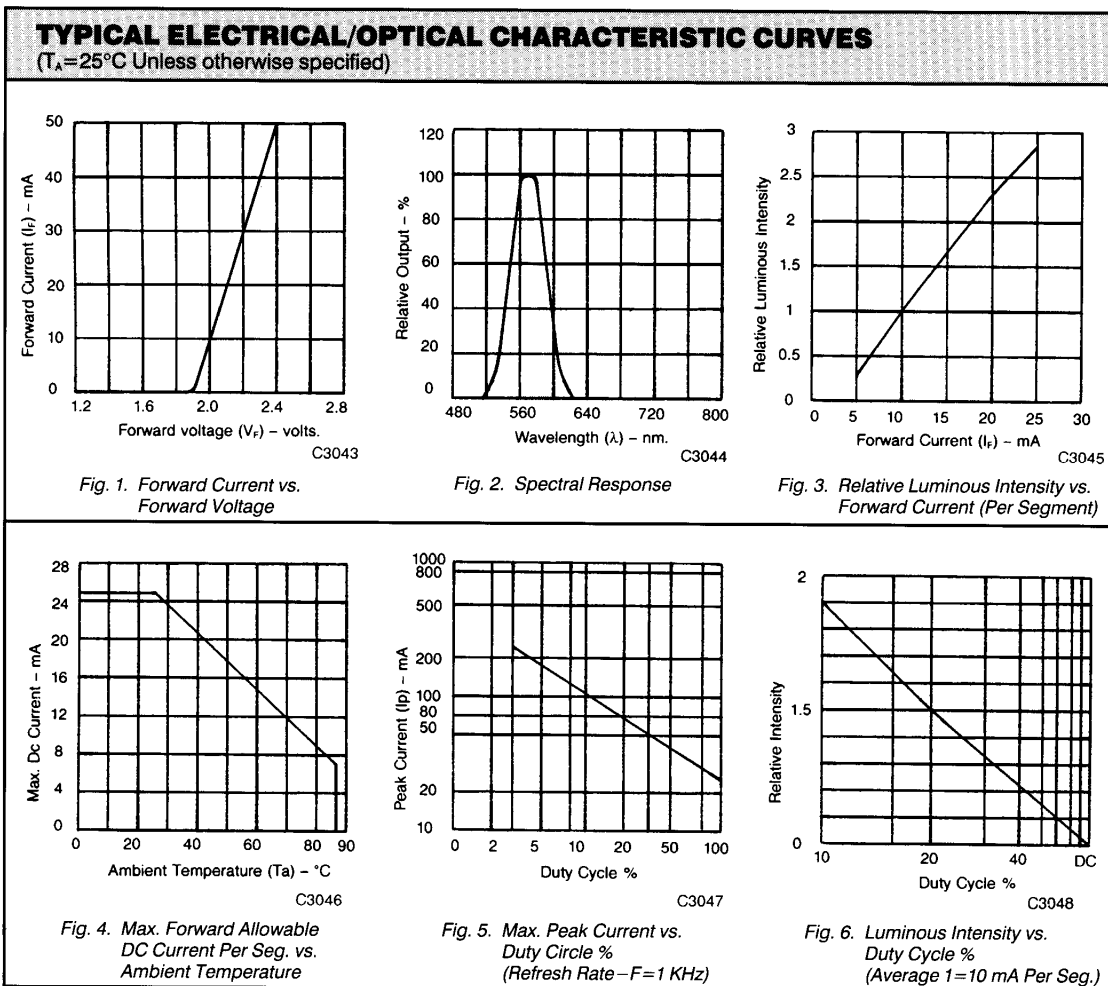 TYPICAL ELECTRICAL/OPTICAL CHARACTERISTIC CURVES
(TA=25°C Unless otherwise specified)
50
40
30
20
10
0
Forward Current (IF) – mA
1.2 1.6 2.0 2.4 2.8
Forward voltage (VF) – volts.
C3043
Fig. 1. Forward Current vs.
Forward Voltage
120
100
80
60
40
20
0
Relative Output – %
480 560 640 720 800
Wavelength (λ) – nm.
C3044
Fig. 2. Spectral Response
3
2.5
2
1.5
1
0.5
0
Relative Luminous Intensity
0 5 10 15 20 25 30
Forward Current (IF) – mA
C3045
Fig. 3. Relative Luminous Intensity vs.
Forward Current (Per Segment)
28
24
20
16
12
8
4
0
Max. Dc Current – mA
0 20 40 60 80 90
Ambient Temperature (Ta) – °C
C3046
Fig. 4. Max. Forward Allowable
DC Current Per Seg. vs.
Ambient Temperature
1000
800
500
200
100
80
50
20
10
Peak Current (Ip) – mA
0 2 5 10 20 50 100
Duty Cycle %
C3047
Fig. 5. Max. Peak Current vs.
Duty Circle %
(Refresh Rate–F=1 KHz)
2
1.5
0
Relative Intensity
10 20 40 DC
Duty Cycle %
C3048
Fig. 6. Luminous Intensity vs.
Duty Cycle %
(Average 1=10 mA Per Seg.)